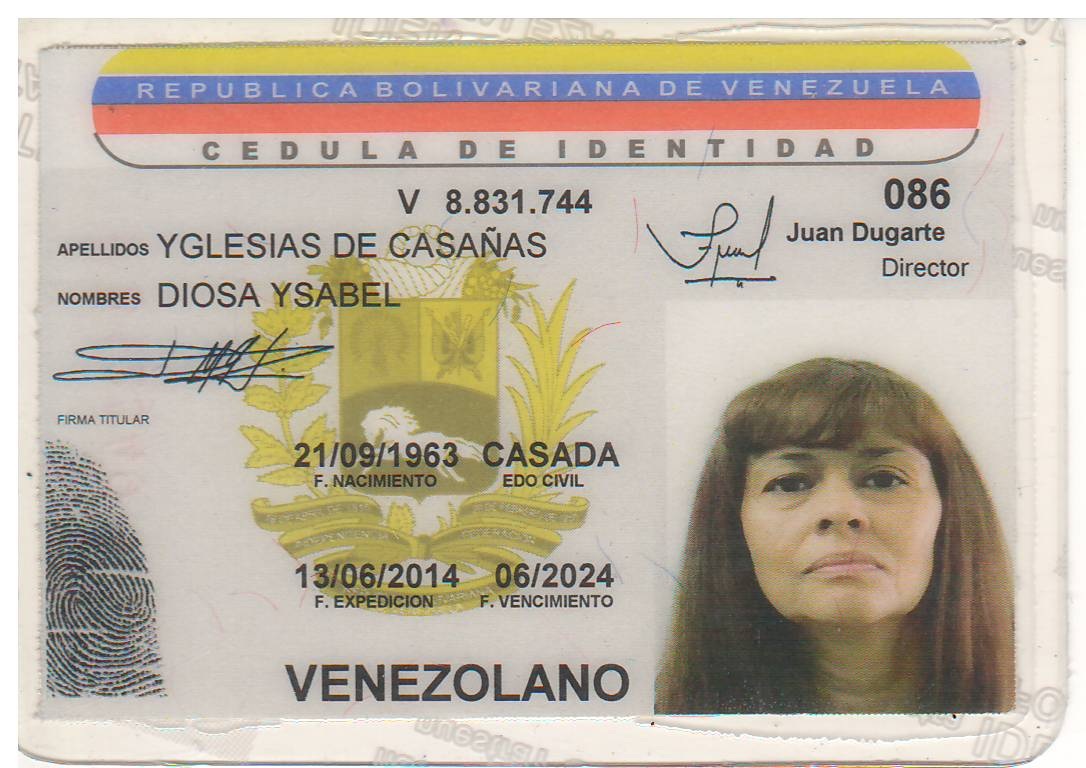 REPUBLICA BOLIVARIANA DE VENEZUELA
CEDULA DE IDENTIDAD
V 8.831.744
086
APELLIDOS YGLESIAS DE CASAÑAS
Juan Dugarte
Director
NOMBRES DIOSA YSABEL
FIRMA TITULAR
21/09/1963 CASADA
F. NACIMIENTO EDO CIVIL
13/06/2014 06/2024
F. EXPEDICION F. VENCIMIENTO
VENEZOLANO